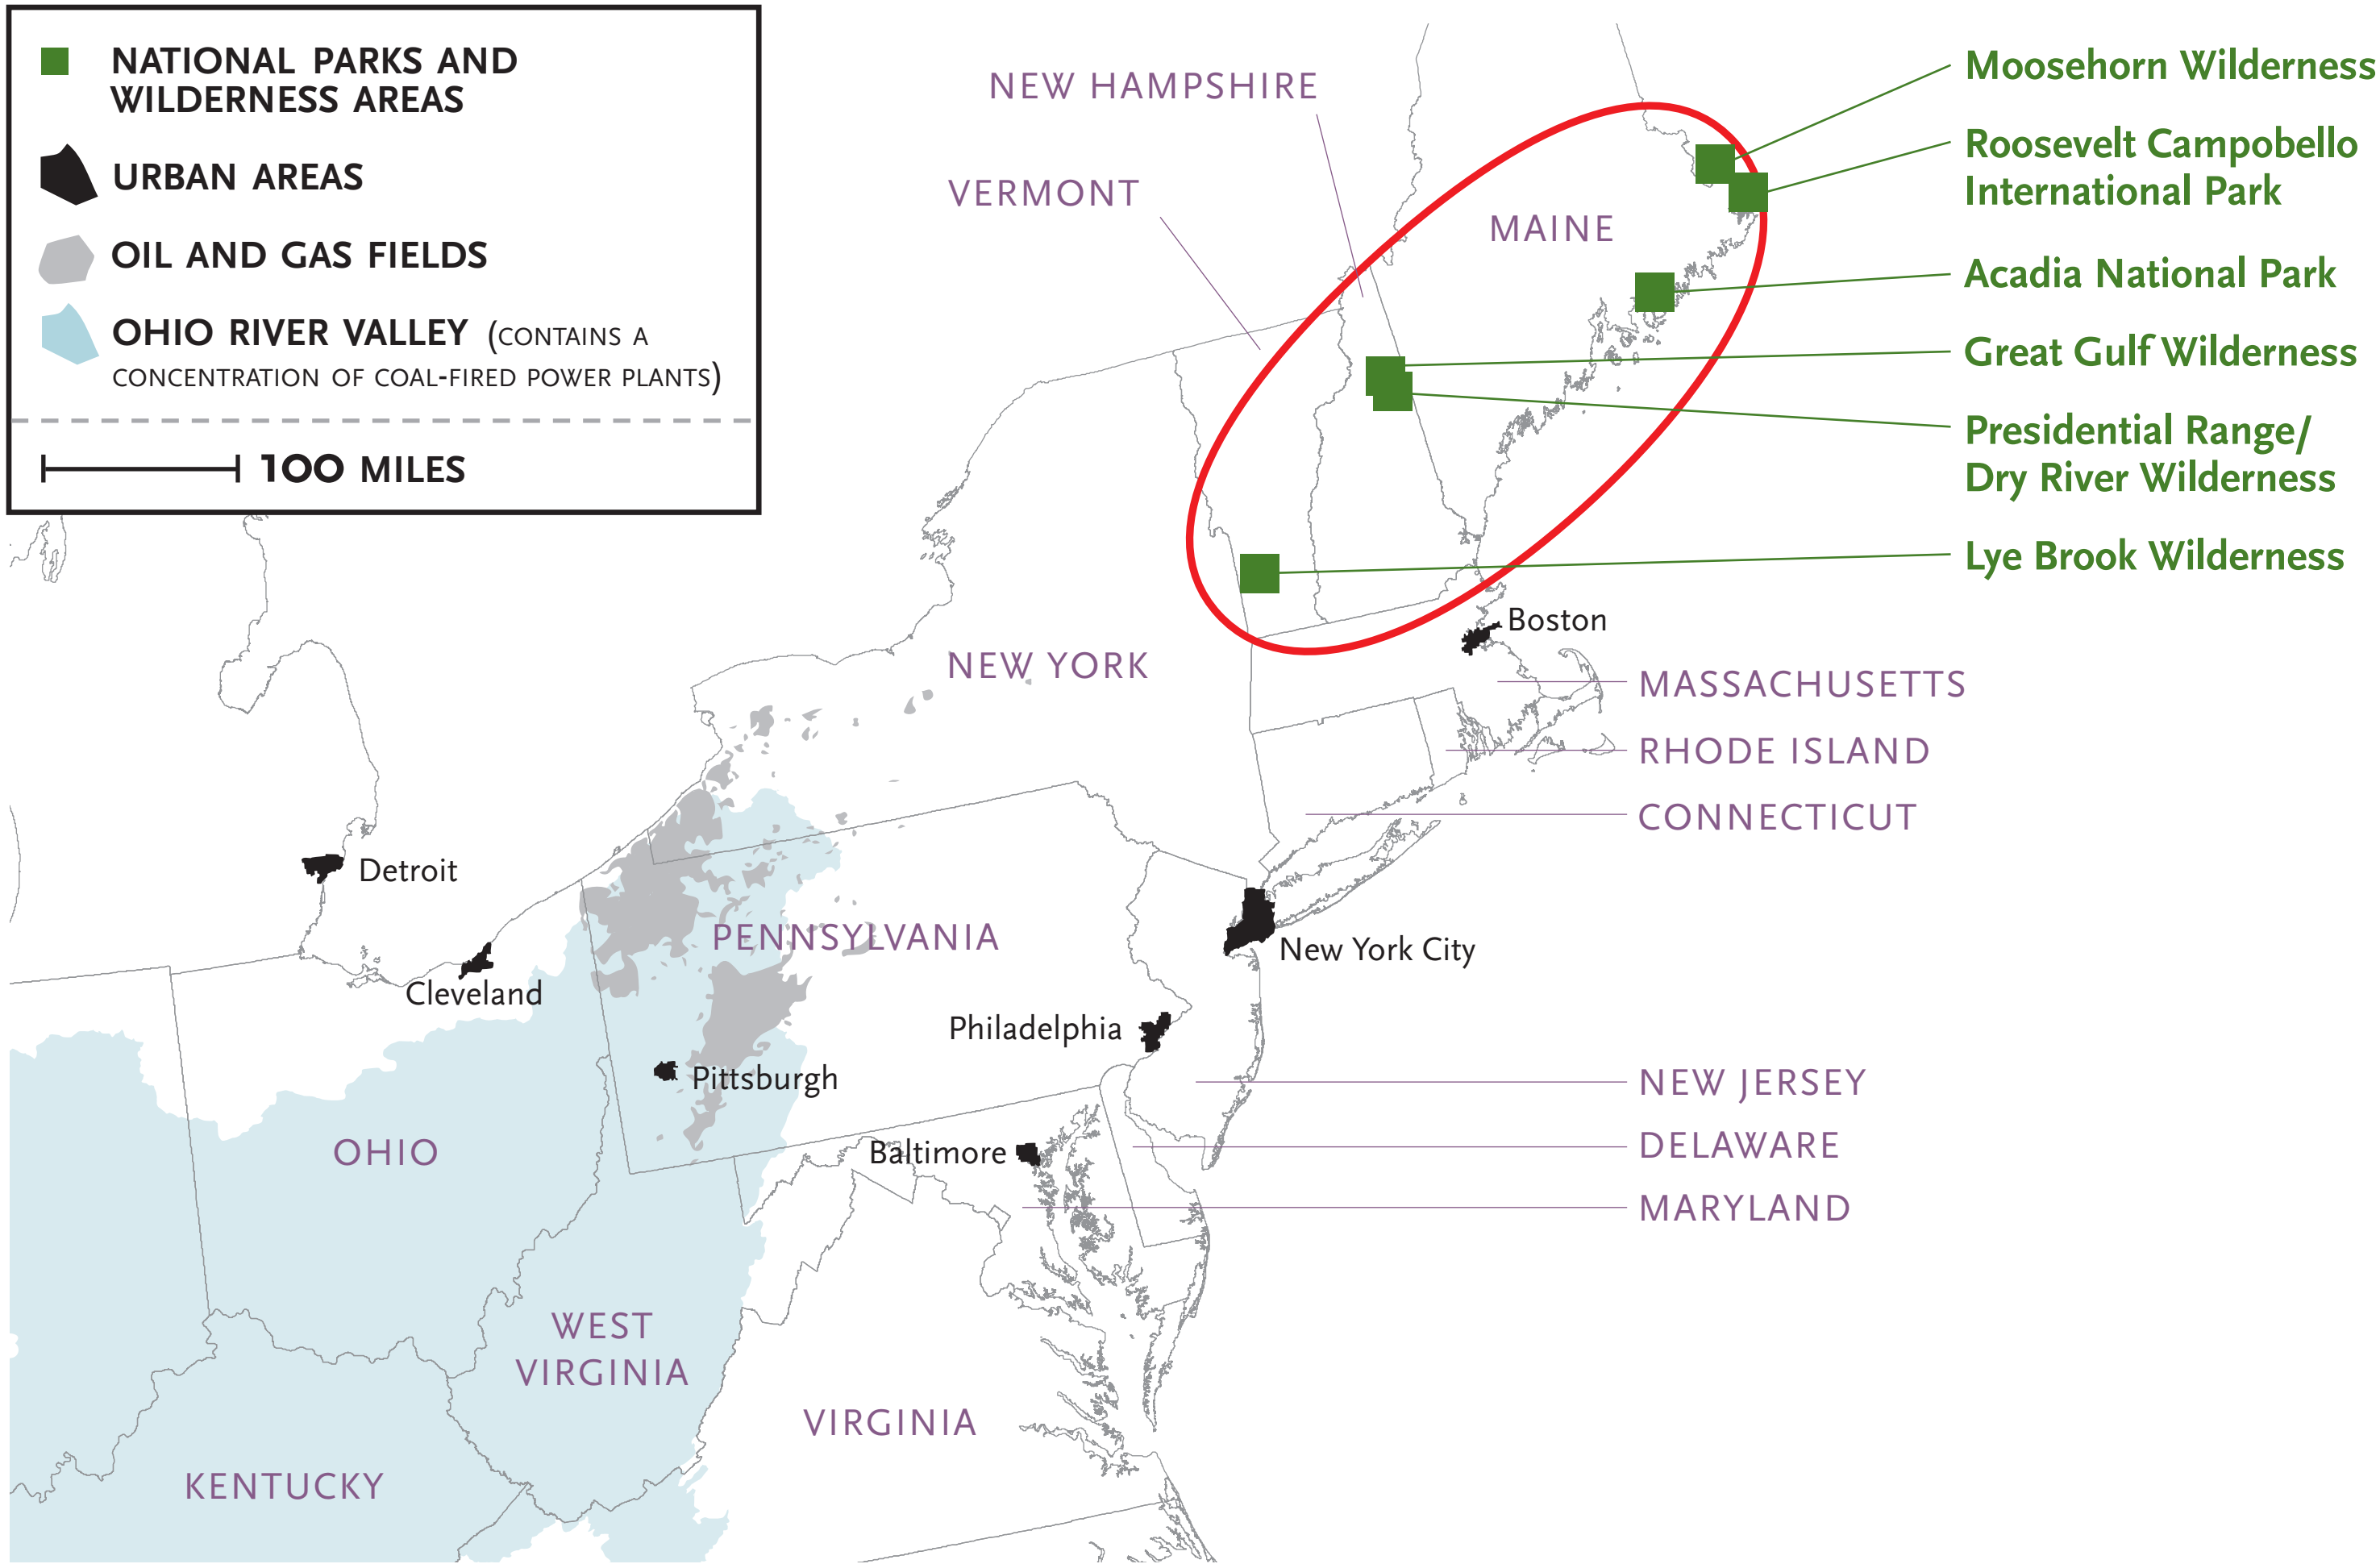 NATIONAL PARKS AND
WILDERNESS AREAS
URBAN AREAS
OIL AND GAS FIELDS
OHIO RIVER VALLEY (CONTAINS A
CONCENTRATION OF COAL-FIRED POWER PLANTS)
100 MILES
NEW HAMPSHIRE
VERMONT
MAINE
Moosehorn Wilderness
Roosevelt Campobello
International Park
Acadia National Park
Great Gulf Wilderness
Presidential Range/
Dry River Wilderness
Lye Brook Wilderness
Boston
NEW YORK
MASSACHUSETTS
RHODE ISLAND
CONNECTICUT
Detroit
PENNSYLVANIA
New York City
Cleveland
Philadelphia
Pittsburgh
NEW JERSEY
OHIO
Baltimore
DELAWARE
MARYLAND
WEST
VIRGINIA
VIRGINIA
KENTUCKY